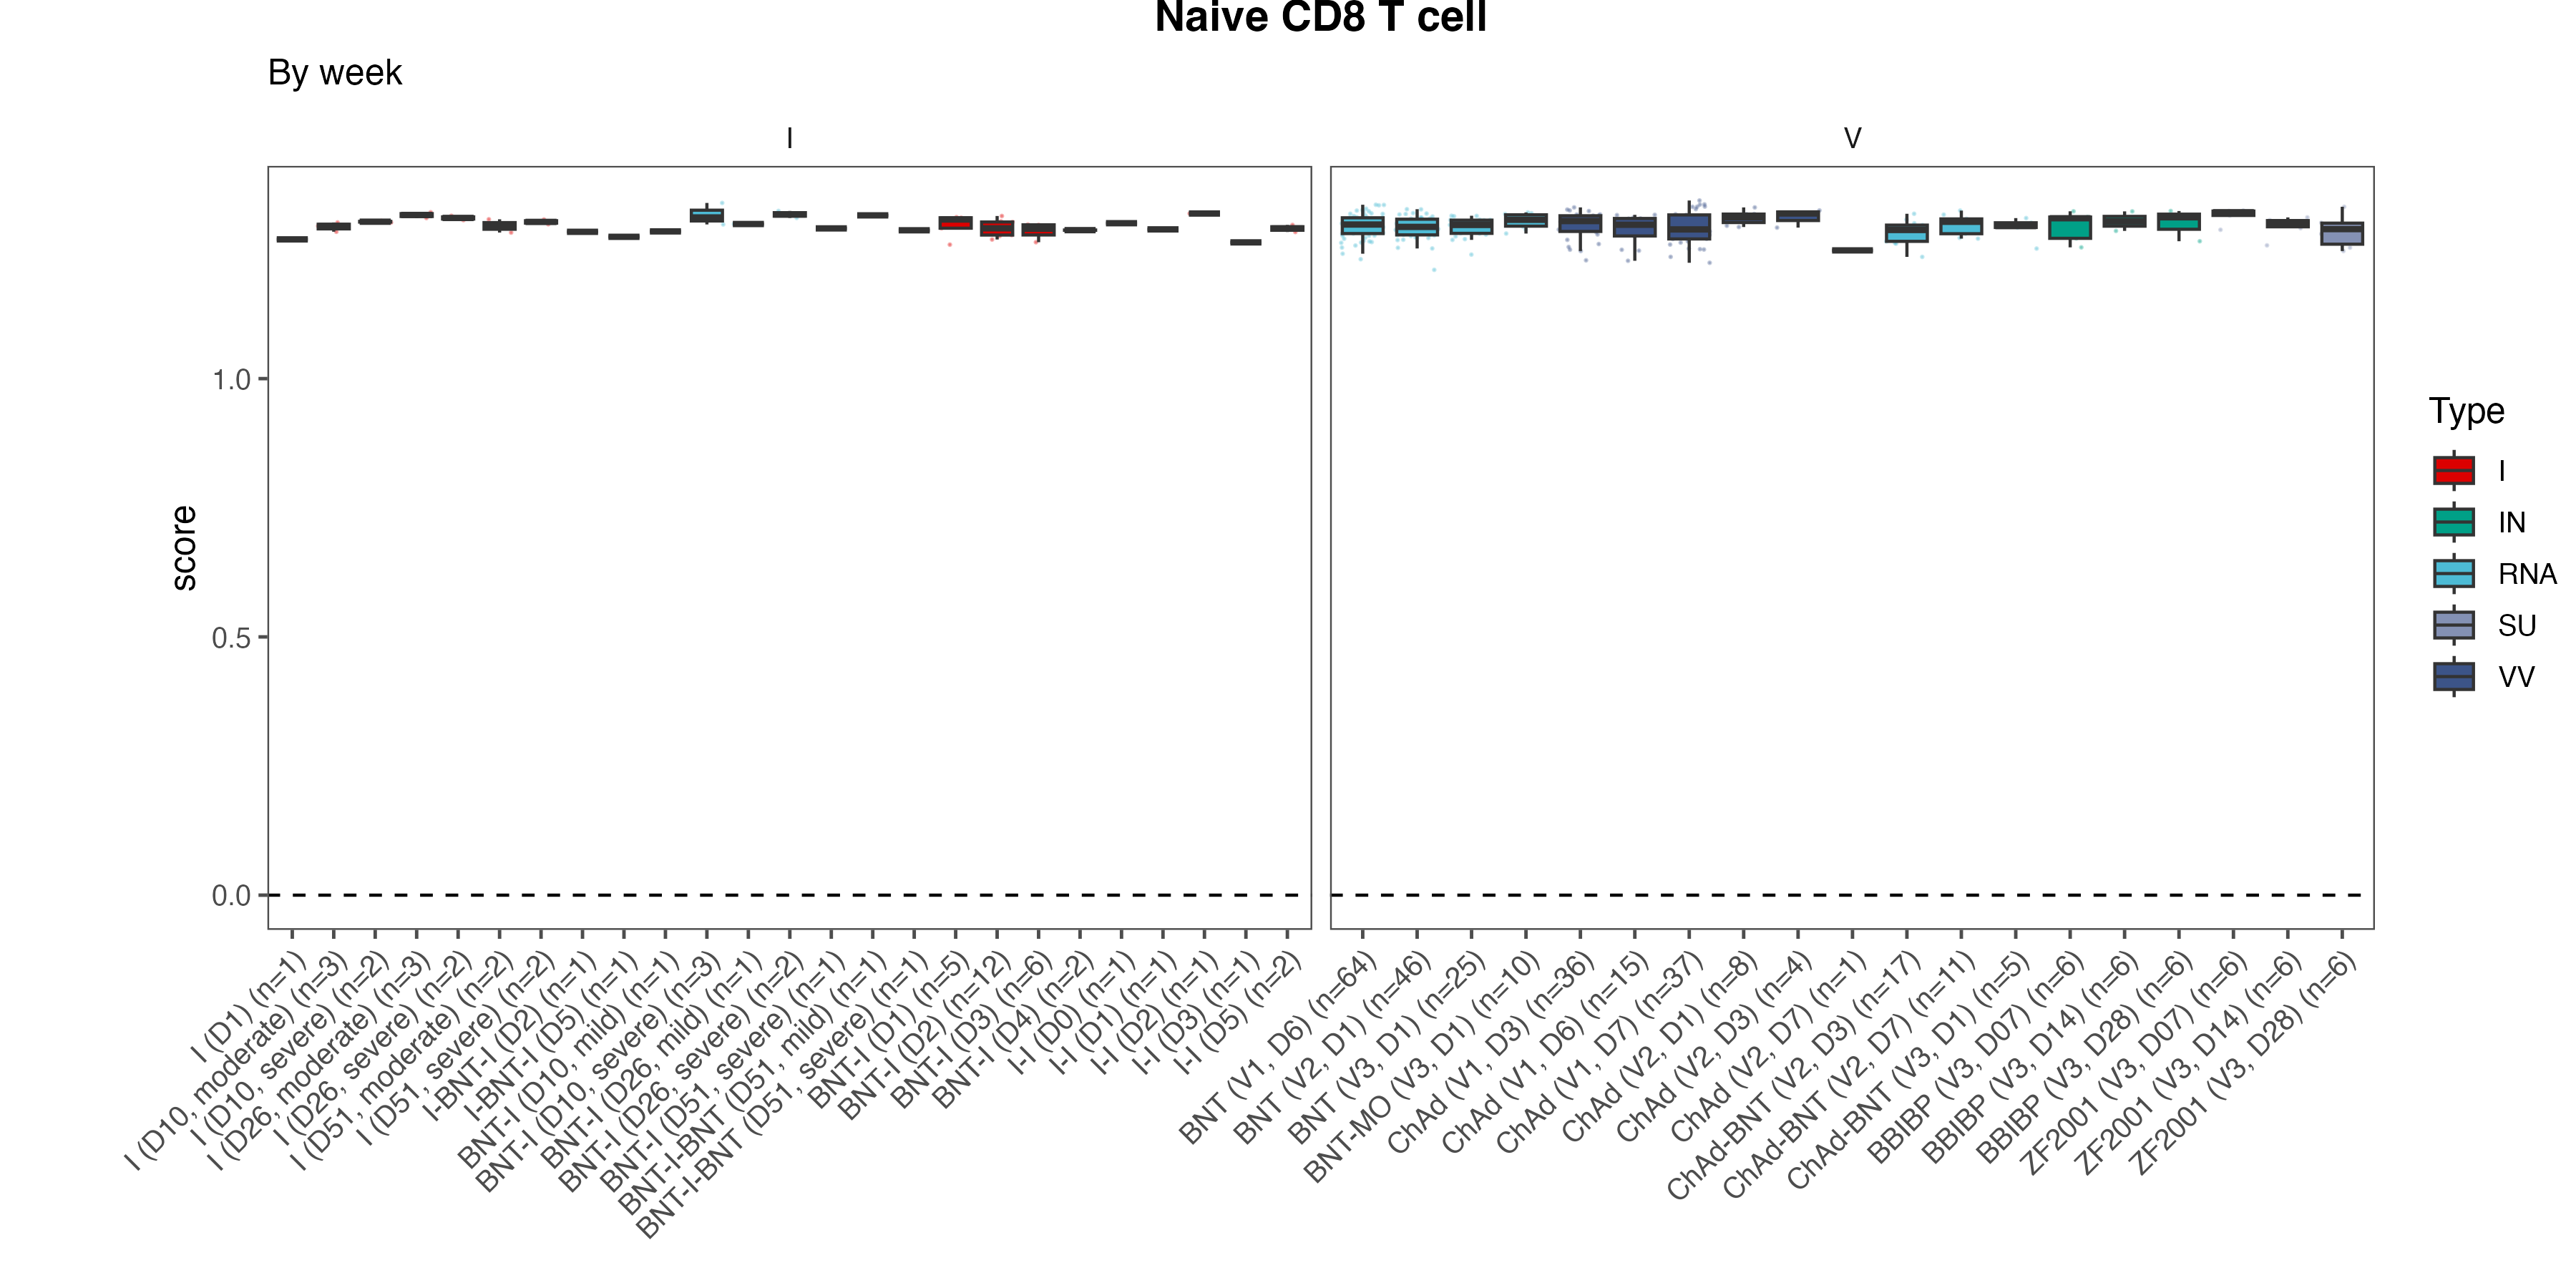 Naive CD8 T cell
By week
I
V
score
1.0
0.5
0.0
I (D1) (n=1)
I (D10, moderate) (n=3)
I (D10, severe) (n=2)
I (D26, moderate) (n=3)
I (D26, severe) (n=2)
I (D51, moderate) (n=2)
I (D51, severe) (n=2)
I-BNT-I (D2) (n=1)
I-BNT-I (D5) (n=1)
BNT-I (D10, mild) (n=1)
BNT-I (D10, severe) (n=3)
BNT-I (D26, mild) (n=1)
BNT-I (D26, severe) (n=2)
BNT-I (D51, severe) (n=1)
BNT-I-BNT (D51, mild) (n=1)
BNT-I-BNT (D51, severe) (n=1)
BNT-I (D1) (n=5)
BNT-I (D2) (n=12)
BNT-I (D3) (n=6)
BNT-I (D4) (n=2)
I-I (D0) (n=1)
I-I (D1) (n=1)
I-I (D2) (n=1)
I-I (D3) (n=1)
I-I (D5) (n=2)
BNT (V1, D6) (n=64)
BNT (V2, D1) (n=46)
BNT (V3, D1) (n=25)
BNT-MO (V3, D1) (n=10)
ChAd (V1, D3) (n=36)
ChAd (V1, D6) (n=15)
ChAd (V1, D7) (n=37)
ChAd (V2, D1) (n=8)
ChAd (V2, D3) (n=4)
ChAd (V2, D7) (n=1)
ChAd-BNT (V2, D3) (n=17)
ChAd-BNT (V2, D7) (n=11)
ChAd-BNT (V3, D1) (n=5)
BBIBP (V3, D07) (n=6)
BBIBP (V3, D14) (n=6)
BBIBP (V3, D28) (n=6)
ZF2001 (V3, D07) (n=6)
ZF2001 (V3, D14) (n=6)
ZF2001 (V3, D28) (n=6)
Type
I
IN
RNA
SU
VV